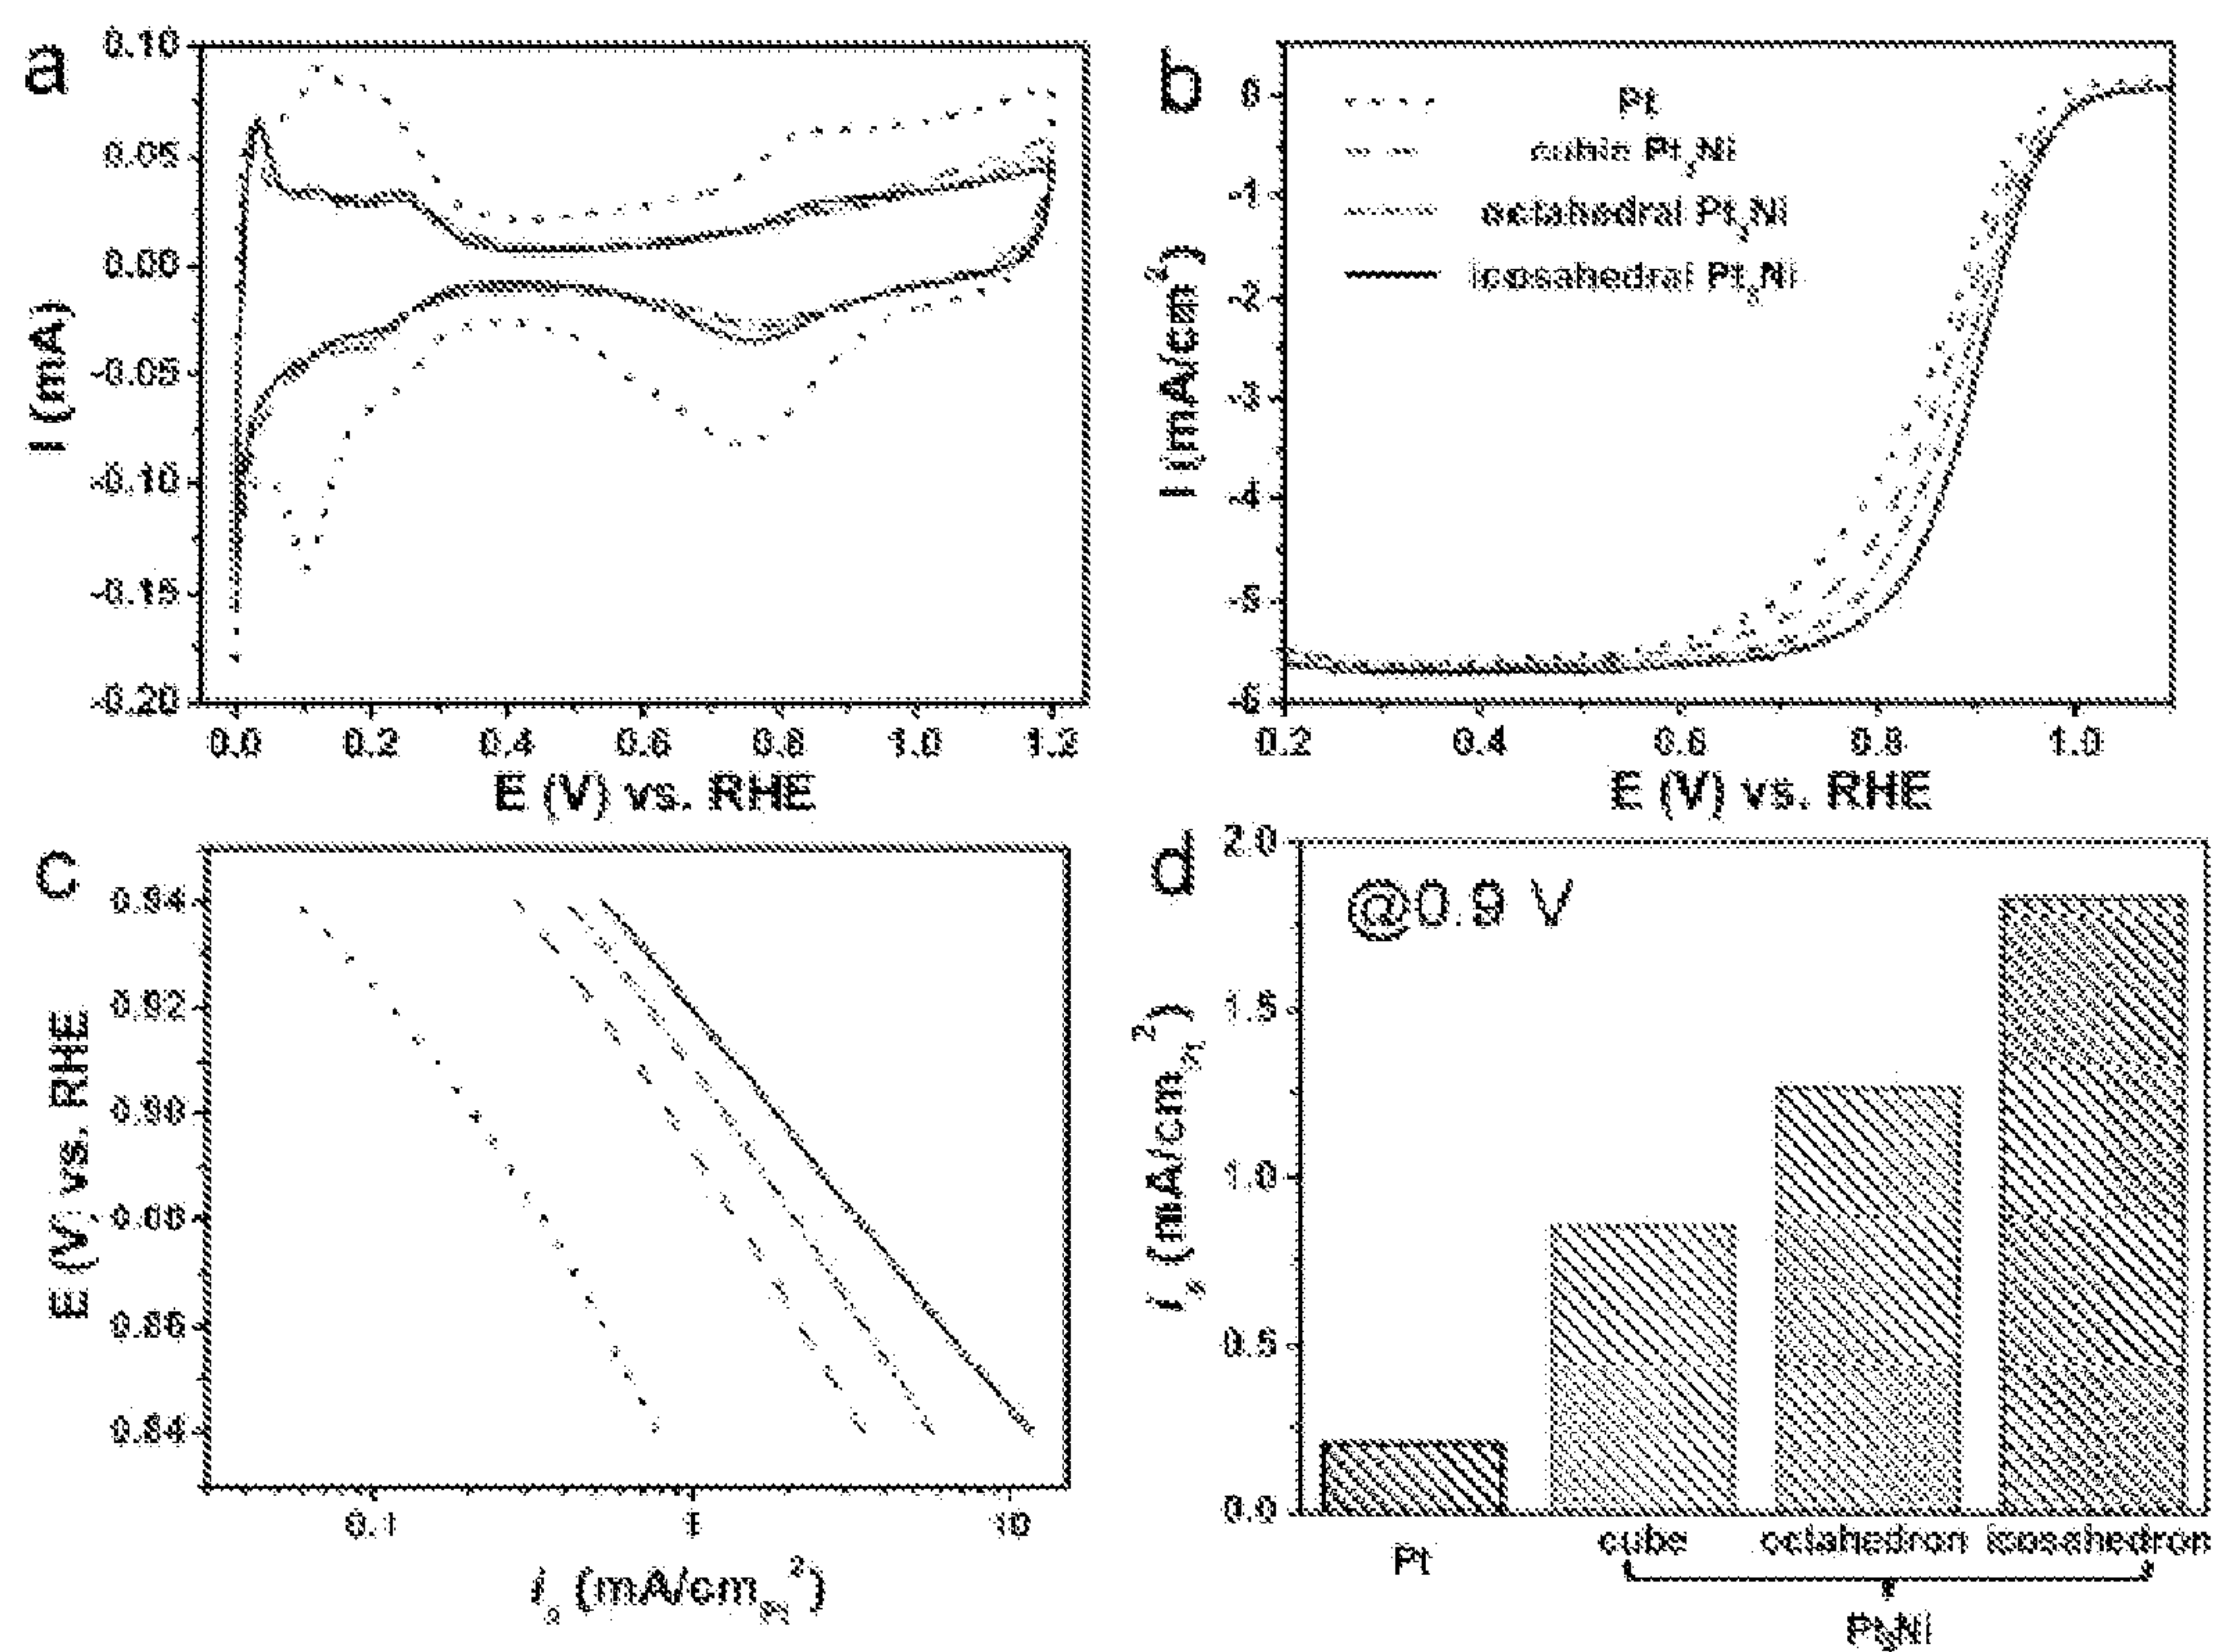 a
0.10
0.05
0.00
-0.05
-0.10
-0.15
-0.20
I (mA)
0.0 0.2 0.4 0.6 0.8 1.0 1.2
E (V) vs. RHE
b
0
-1
-2
-3
-4
-5
-6
I (mA/cm²)
Pt
cubic Pt₃Ni
octahedral Pt₃Ni
icosahedral Pt₃Ni
0.2 0.4 0.6 0.8 1.0
E (V) vs. RHE
c
0.94
0.92
0.90
0.88
0.86
0.84
E (V) vs. RHE
0.1 1 10
iₛ (mA/cmPt²)
d
2.0
1.5
1.0
0.5
0.0
iₛ (mA/cmPt²)
@0.9 V
Pt cube octahedron icosahedron
Pt₃Ni